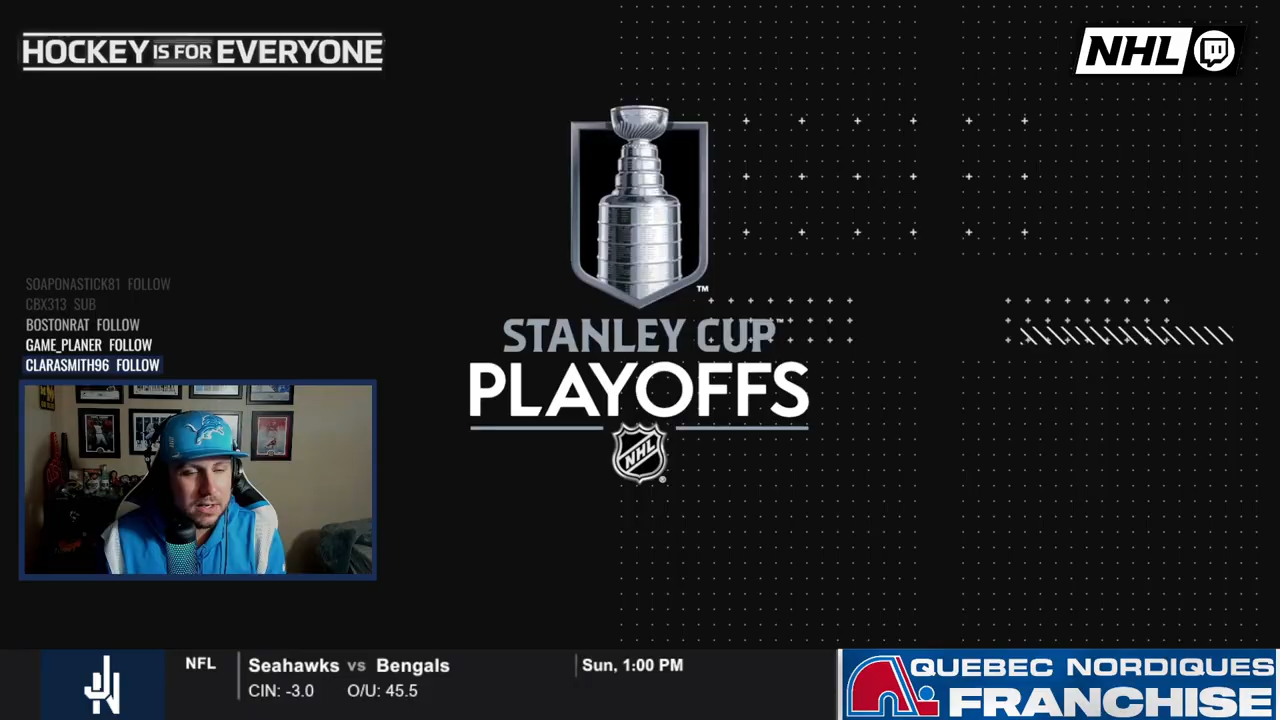 HOCKEY IS FOR EVERYONE
NHL
STANLEY CUP™
PLAYOFFS
NHL
SOAPONASTICK81 FOLLOW
CBX313 SUB
BOSTONRAT FOLLOW
GAME_PLANER FOLLOW
CLARASMITH96 FOLLOW
NFL
Seahawks vs Bengals
Sun, 1:00 PM
CIN: -3.0 O/U: 45.5
QUEBEC NORDIQUES
FRANCHISE